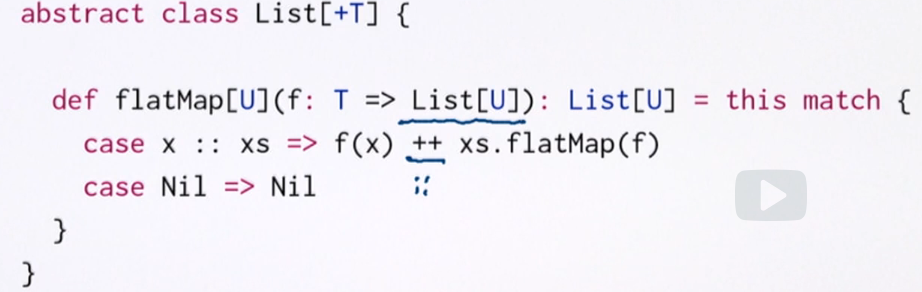 abstract class List[+T] {
def flatMap[U](f: T => List[U]): List[U] = this match {
case x :: xs => f(x) ++ xs.flatMap(f)
case Nil => Nil
::
}
}